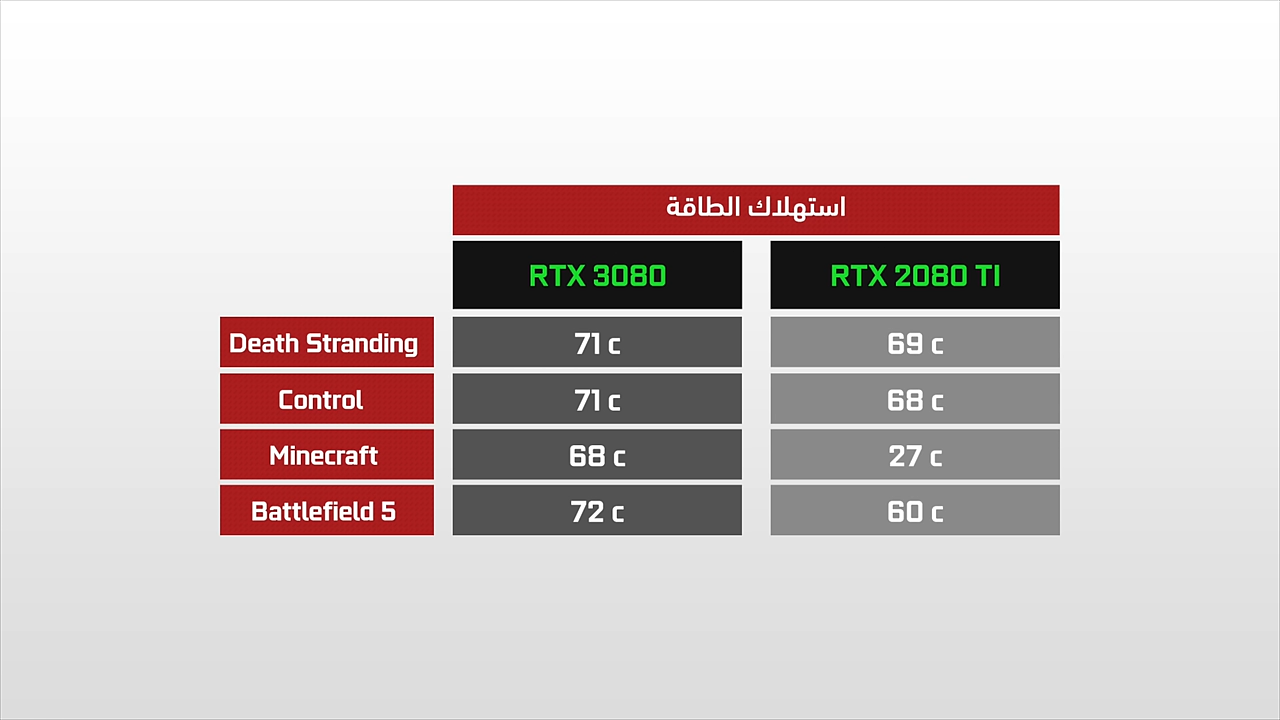 استهلاك الطاقة
RTX 3080 RTX 2080 TI
Death Stranding 71 c 69 c
Control 71 c 68 c
Minecraft 68 c 27 c
Battlefield 5 72 c 60 c